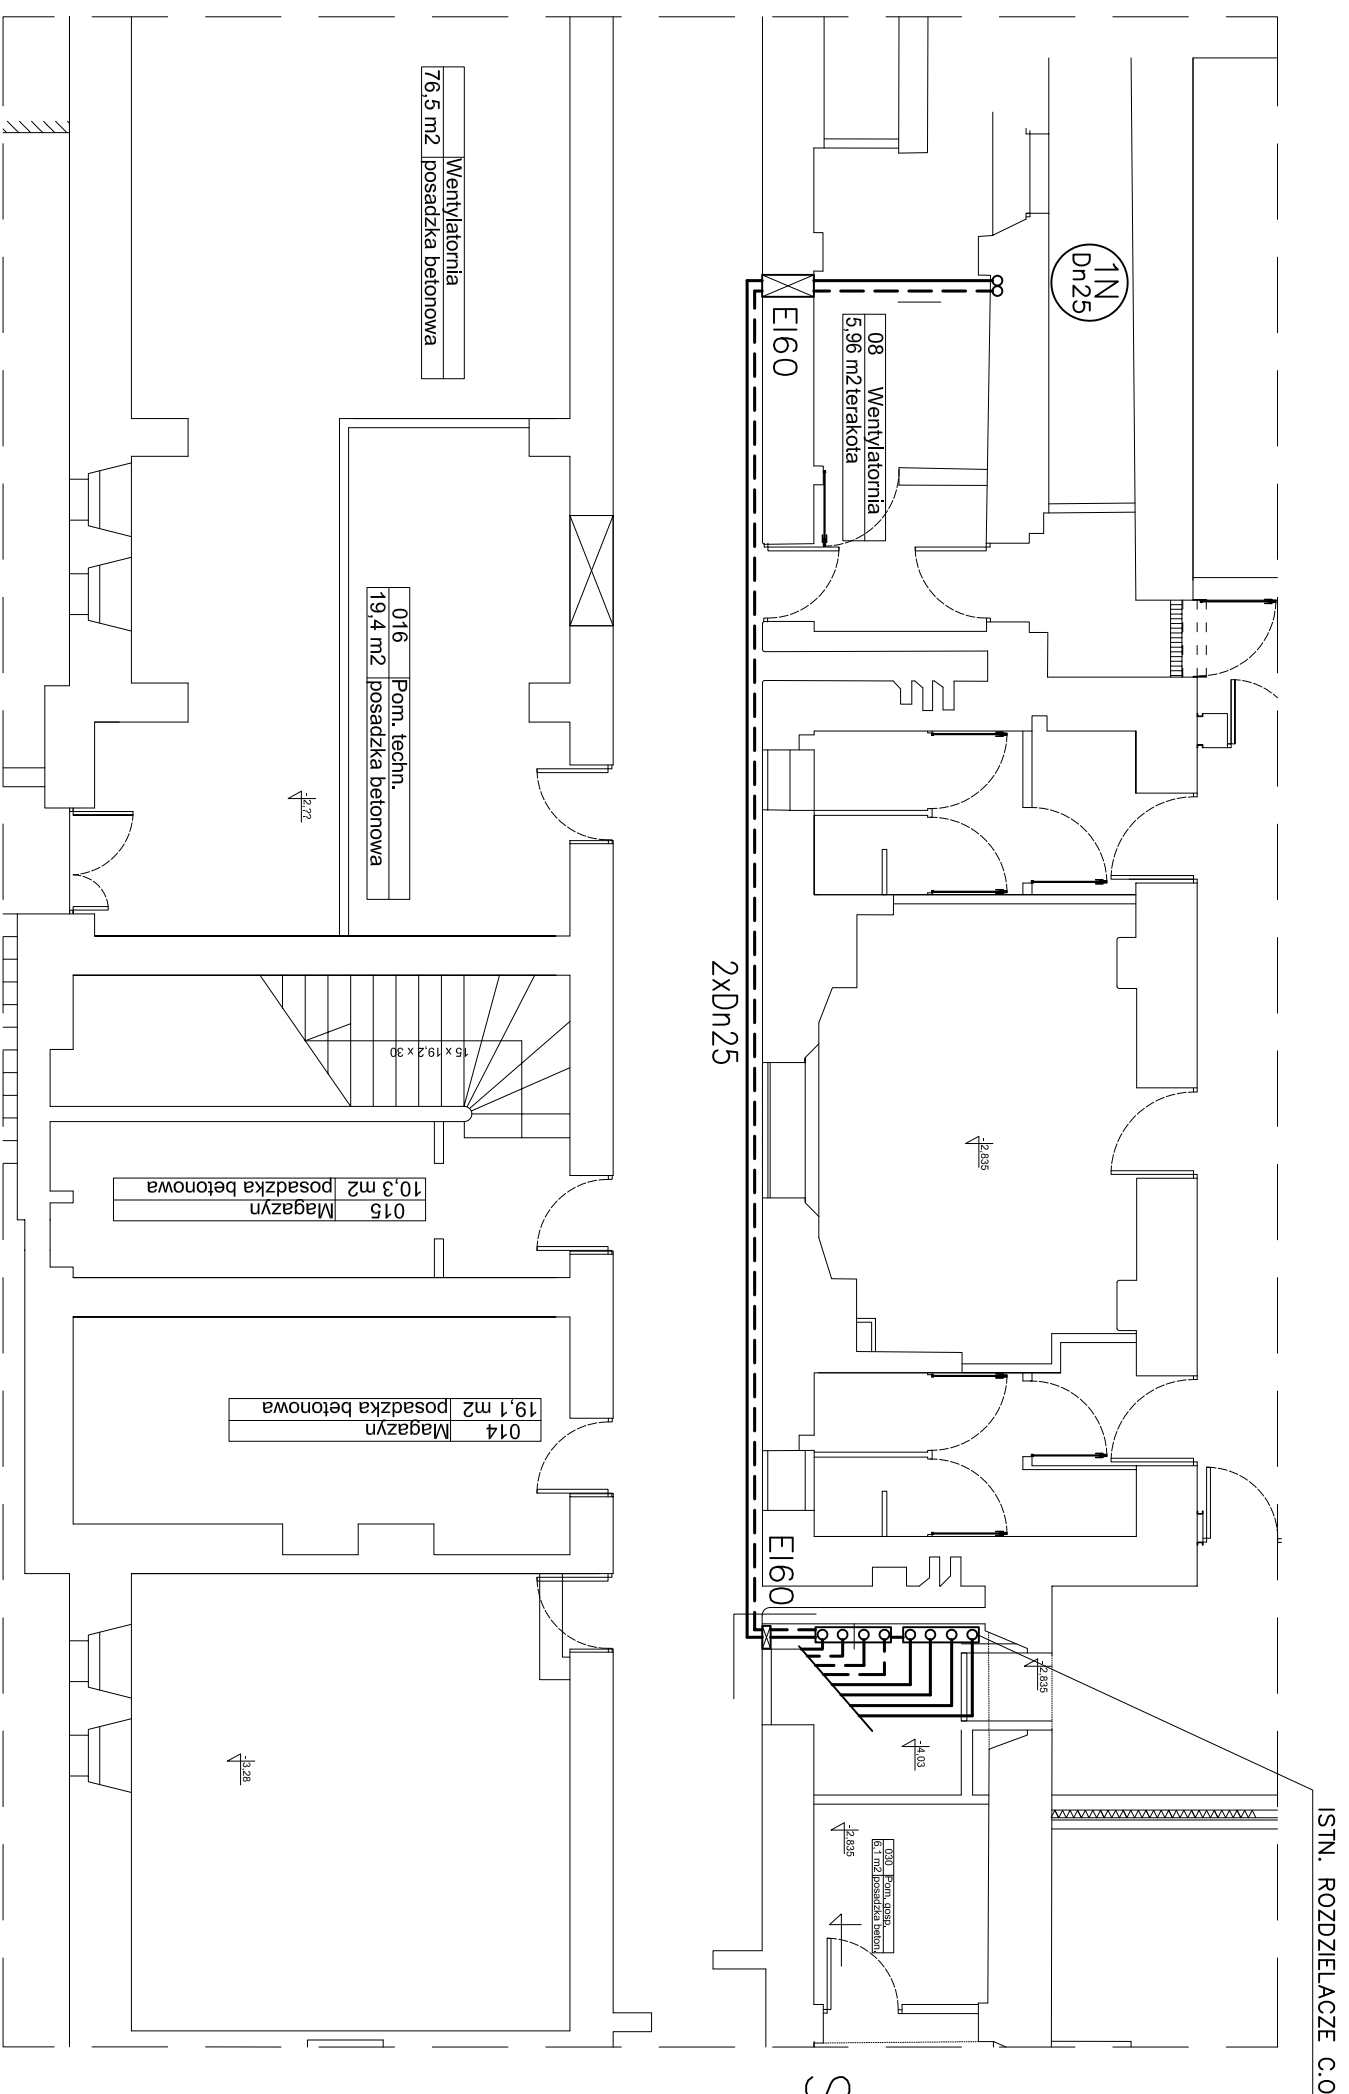 Wentylatornia
76,5 m2 posadzka betonowa
1N
Dn25
EI60
08 Wentylatornia
5,96 m2 terakota
016 Pom. techn.
19,4 m2 posadzka betonowa
-2,??
2xDn25
15 x 19,2 x 30
-2,835
015 Magazyn
10,3 m2 posadzka betonowa
014 Magazyn
19,1 m2 posadzka betonowa
EI60
-2,835
-4,03
-3,28
-2,835
030 Pom. gosp.
6,1 m2 posadzka beton.
ISTN. ROZDZIELACZE C.O
S